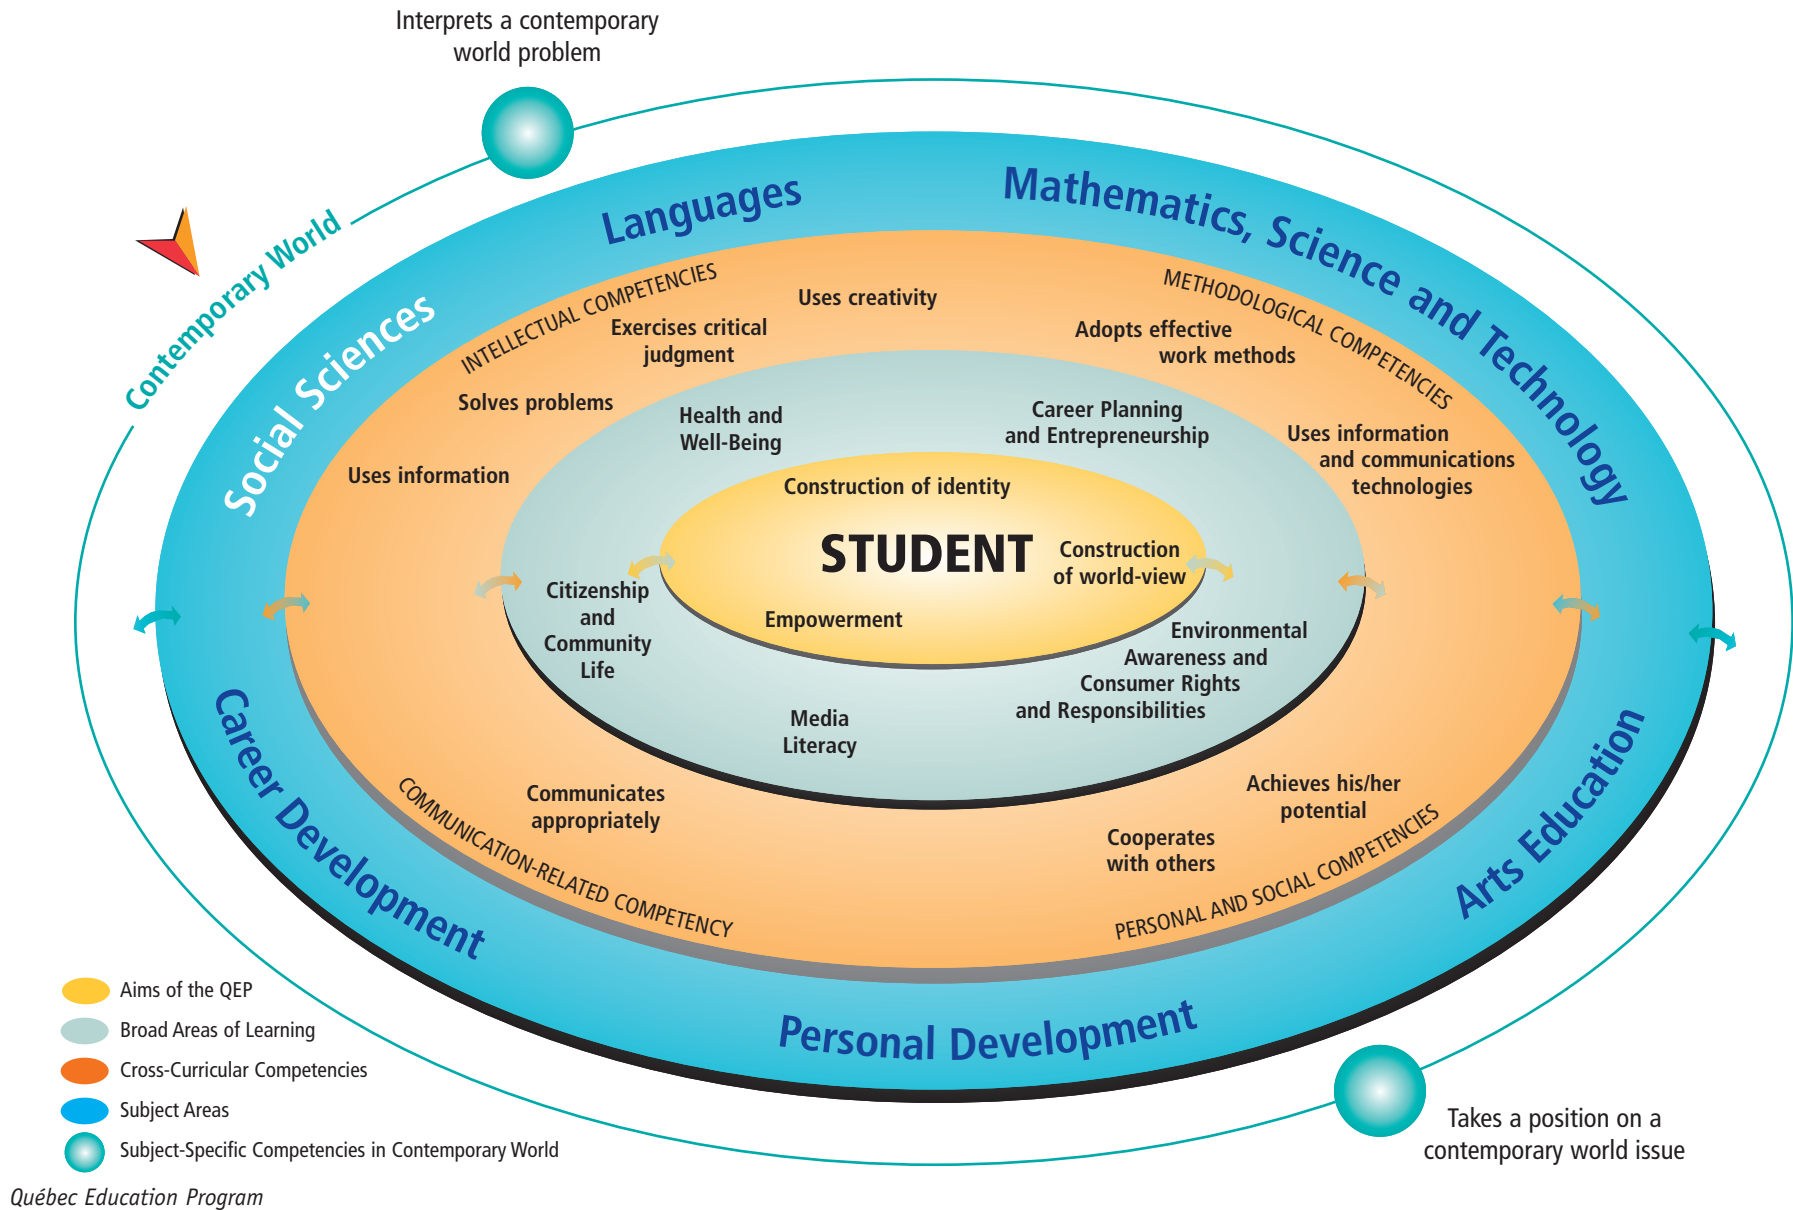 Interprets a contemporary
world problem
Contemporary World
Social Sciences
Languages
Mathematics, Science and Technology
INTELLECTUAL COMPETENCIES
Uses creativity
Exercises critical
judgment
Solves problems
Uses information
METHODOLOGICAL COMPETENCIES
Adopts effective
work methods
Uses information
and communications
technologies
Health and
Well-Being
Career Planning
and Entrepreneurship
Construction of identity
STUDENT
Construction
of world-view
Empowerment
Citizenship
and
Community
Life
Environmental
Awareness and
Consumer Rights
and Responsibilities
Media
Literacy
Communicates
appropriately
COMMUNICATION-RELATED COMPETENCY
Achieves his/her
potential
Cooperates
with others
PERSONAL AND SOCIAL COMPETENCIES
Career Development
Personal Development
Arts Education
Aims of the QEP
Broad Areas of Learning
Cross-Curricular Competencies
Subject Areas
Subject-Specific Competencies in Contemporary World
Takes a position on a
contemporary world issue
Québec Education Program